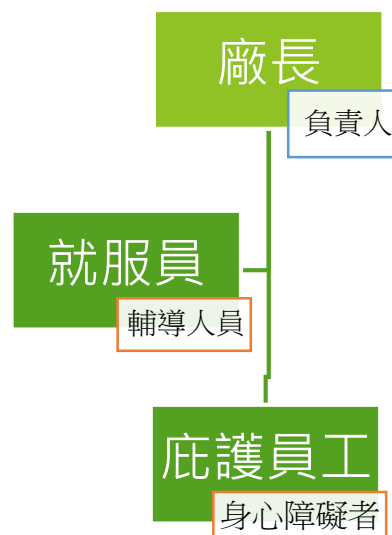 廠長
負責人
就服員
輔導人員
庇護員工
身心障礙者